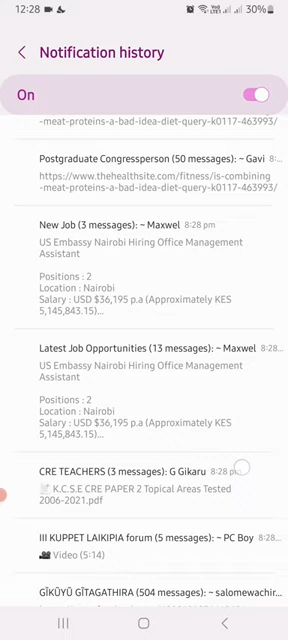 12:28
30%
Notification history
On
-meat-proteins-a-bad-idea-diet-query-k0117-463993/
Postgraduate Congressperson (50 messages): ~ Gavi 8:...
https://www.thehealthsite.com/fitness/is-combining
-meat-proteins-a-bad-idea-diet-query-k0117-463993/
New Job (3 messages): ~ Maxwel 8:28 pm
US Embassy Nairobi Hiring Office Management
Assistant
Positions : 2
Location : Nairobi
Salary : USD $36,195 p.a (Approximately KES
5,145,843.15)...
Latest Job Opportunities (13 messages): ~ Maxwel 8:28...
US Embassy Nairobi Hiring Office Management
Assistant
Positions : 2
Location : Nairobi
Salary : USD $36,195 p.a (Approximately KES
5,145,843.15)...
CRE TEACHERS (3 messages): G Gikaru 8:28 pm
K.C.S.E CRE PAPER 2 Topical Areas Tested
2006-2021.pdf
III KUPPET LAIKIPIA forum (5 messages): ~ PC Boy 8:28...
Video (5:14)
GĨKŨYŨ GĨTAGATHIRA (504 messages): ~ salomewachir...